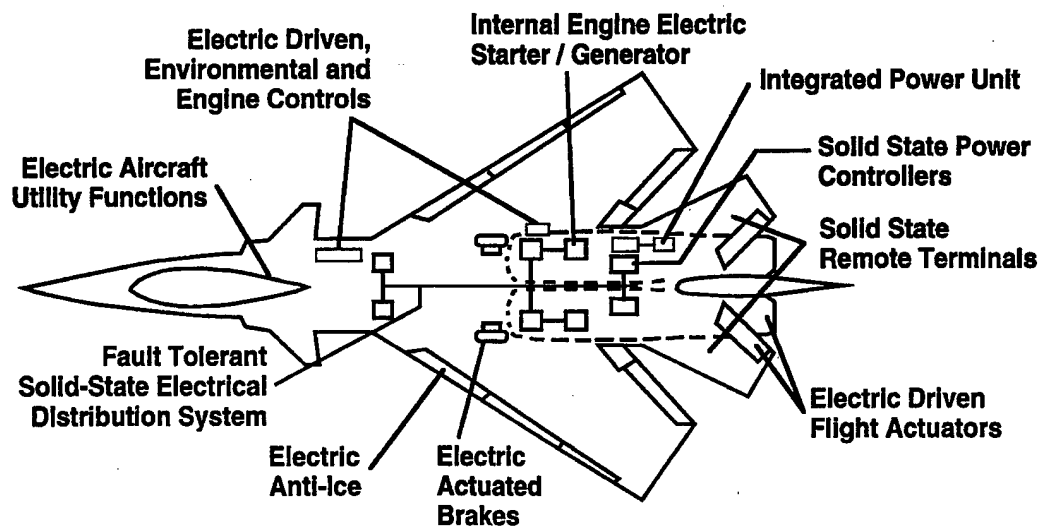 Electric Driven,
Environmental and
Engine Controls
Internal Engine Electric
Starter / Generator
Integrated Power Unit
Electric Aircraft
Utility Functions
Solid State Power
Controllers
Solid State
Remote Terminals
Fault Tolerant
Solid-State Electrical
Distribution System
Electric
Anti-Ice
Electric
Actuated
Brakes
Electric Driven
Flight Actuators